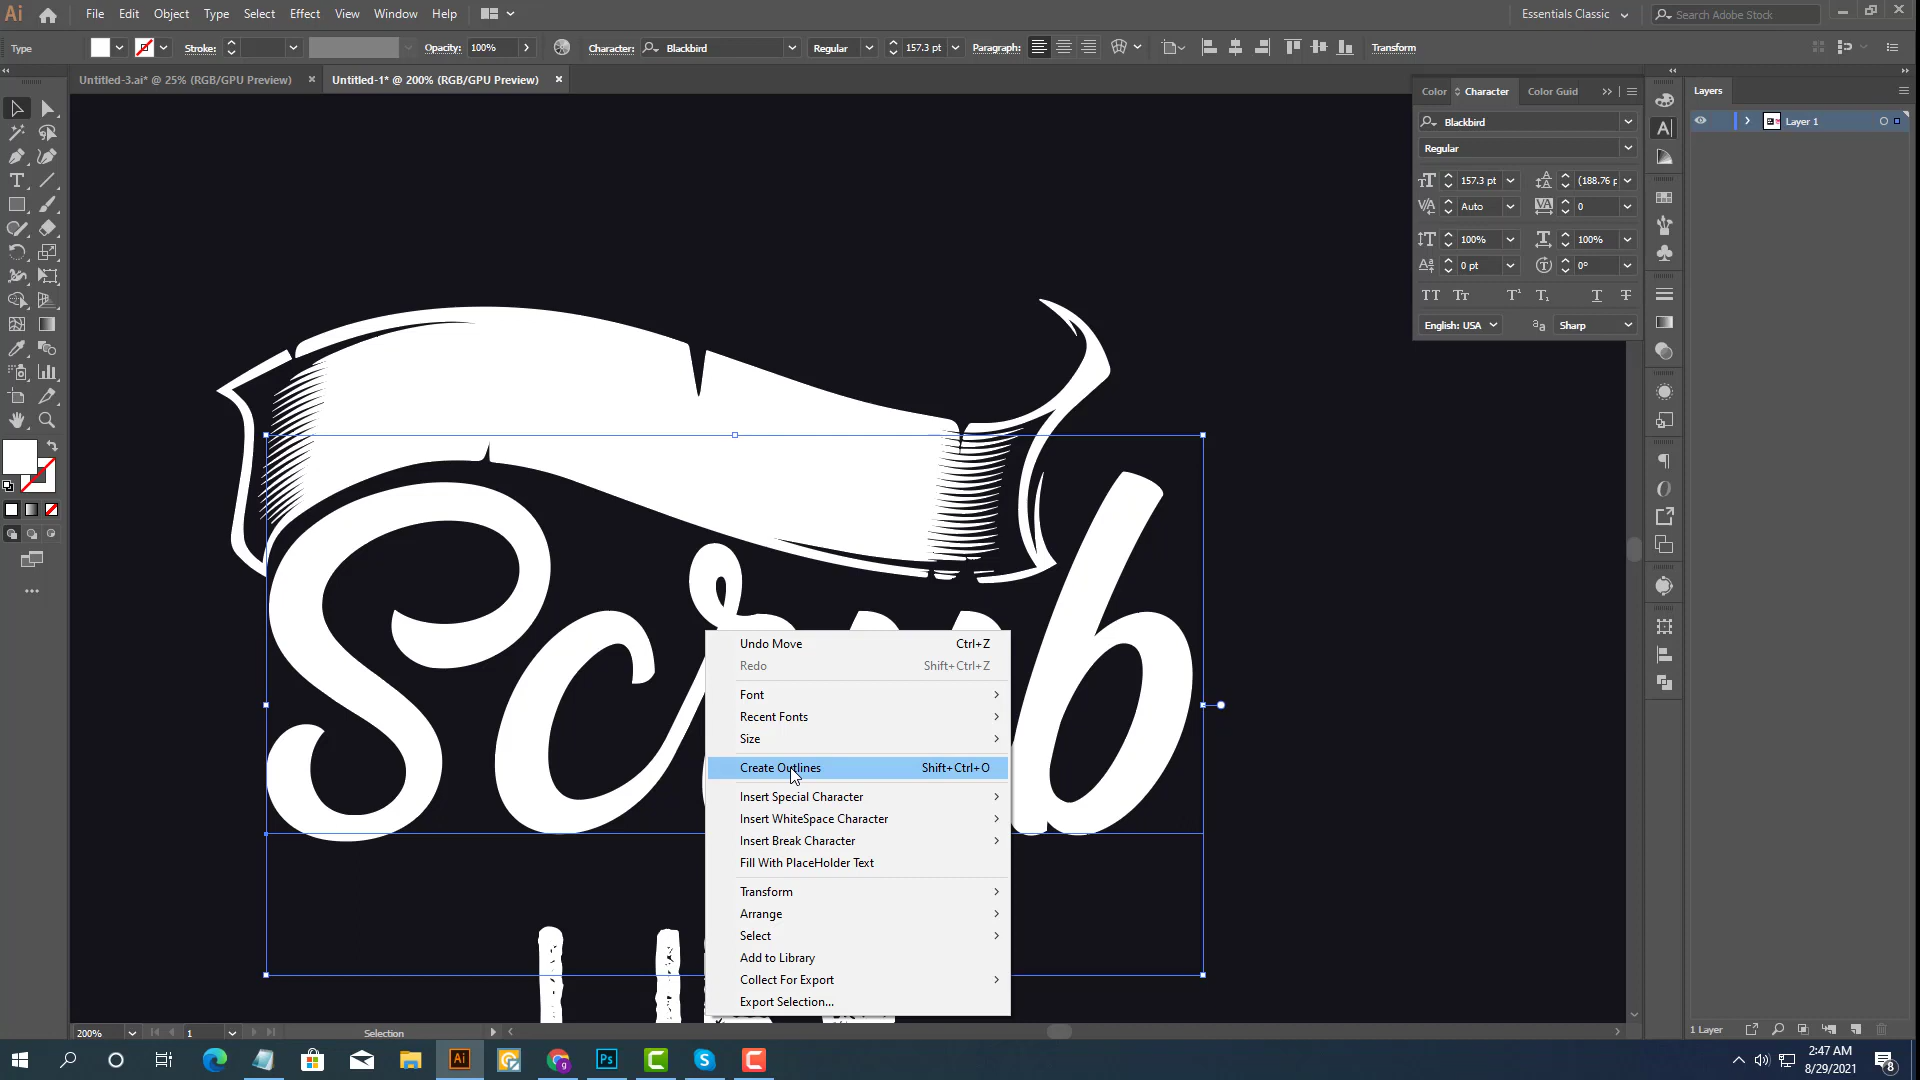 Ai File Edit Object Type Select Effect View Window Help Essentials Classic Search Adobe Stock
Type Stroke: Opacity: 100% Character: Blackbird Regular 157.3 pt Paragraph: Transform
Untitled-3.ai* @ 25% (RGB/GPU Preview) × Untitled-1* @ 200% (RGB/GPU Preview) ×
Color Character Color Guid
Blackbird
Regular
157.3 pt (188.76 p
Auto 0
100% 100%
0 pt 0°
English: USA Sharp
Layers
Layer 1
Undo Move Ctrl+Z
Redo Shift+Ctrl+Z
Font
Recent Fonts
Size
Create Outlines Shift+Ctrl+O
Insert Special Character
Insert WhiteSpace Character
Insert Break Character
Fill With PlaceHolder Text
Transform
Arrange
Select
Add to Library
Collect For Export
Export Selection...
200% 1 Selection
1 Layer
Ai Ps
2:47 AM
8/29/2021
8